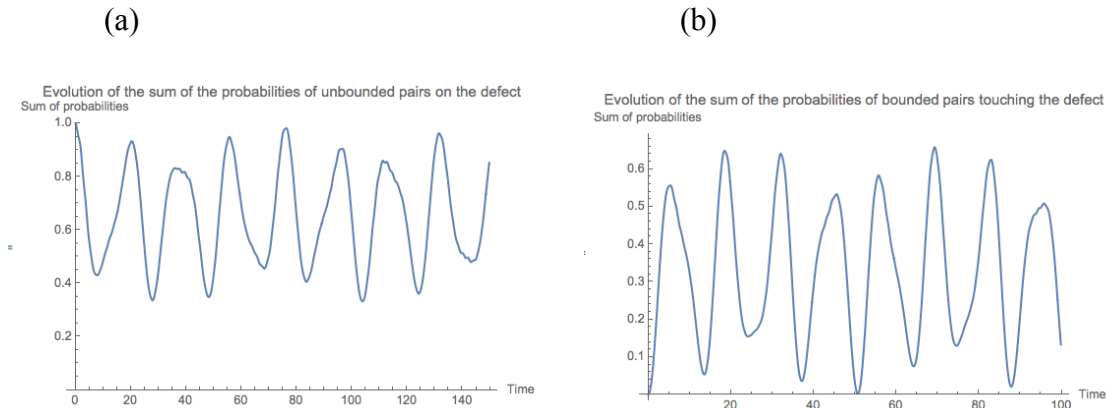 (a)
Evolution of the sum of the probabilities of unbounded pairs on the defect
Sum of probabilities
1.0
0.8
0.6
0.4
0.2
0 20 40 60 80 100 120 140
Time
(b)
Evolution of the sum of the probabilities of bounded pairs touching the defect
Sum of probabilities
0.6
0.5
0.4
0.3
0.2
0.1
20 40 60 80 100
Time